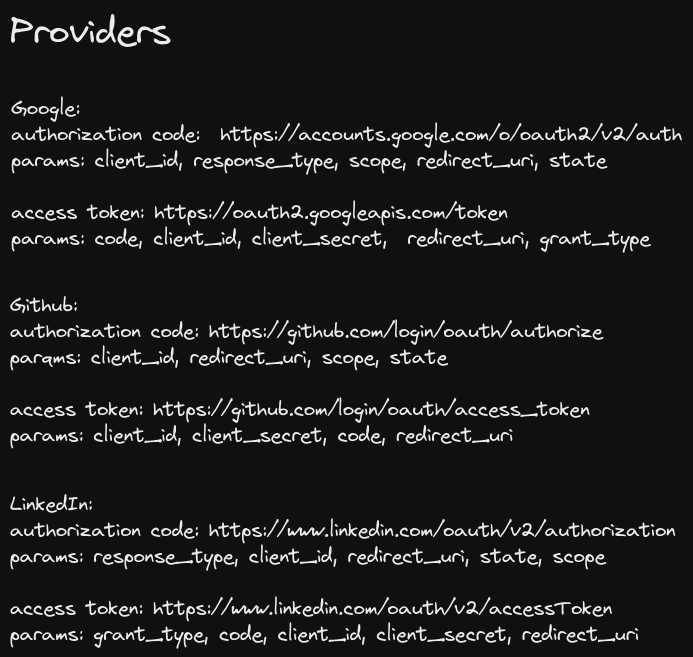 Providers
Google:
authorization code: https://accounts.google.com/o/oauth2/v2/auth
params: client_id, response_type, scope, redirect_uri, state
access token: https://oauth2.googleapis.com/token
params: code, client_id, client_secret, redirect_uri, grant_type
Github:
authorization code: https://github.com/login/oauth/authorize
params: client_id, redirect_uri, scope, state
access token: https://github.com/login/oauth/access_token
params: client_id, client_secret, code, redirect_uri
LinkedIn:
authorization code: https://www.linkedin.com/oauth/v2/authorization
params: response_type, client_id, redirect_uri, state, scope
access token: https://www.linkedin.com/oauth/v2/accessToken
params: grant_type, code, client_id, client_secret, redirect_uri